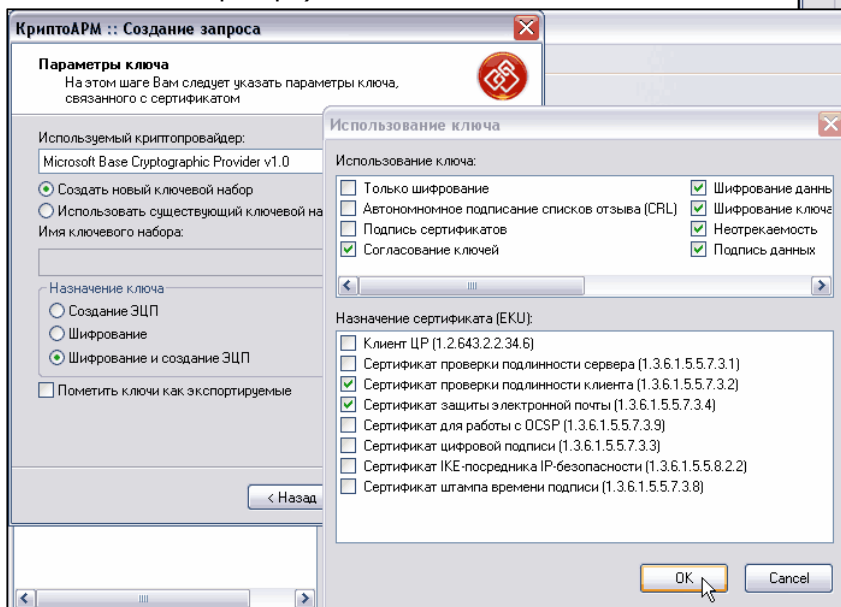 КриптоАРМ :: Создание запроса
Параметры ключа
На этом шаге Вам следует указать параметры ключа,
связанного с сертификатом
Используемый криптопровайдер:
Microsoft Base Cryptographic Provider v1.0
Создать новый ключевой набор
Использовать существующий ключевой на
Имя ключевого набора:
Назначение ключа
Создание ЭЦП
Шифрование
Шифрование и создание ЭЦП
Пометить ключи как экспортируемые
< Назад
Использование ключа
Использование ключа:
Только шифрование
Автономномное подписание списков отзыва (CRL)
Подпись сертификатов
Согласование ключей
Шифрование данн
Шифрование ключа
Неотрекаемость
Подпись данных
Назначение сертификата (EKU):
Клиент ЦР (1.2.643.2.2.34.6)
Сертификат проверки подлинности сервера (1.3.6.1.5.5.7.3.1)
Сертификат проверки подлинности клиента (1.3.6.1.5.5.7.3.2)
Сертификат защиты электронной почты (1.3.6.1.5.5.7.3.4)
Сертификат для работы с OCSP (1.3.6.1.5.5.7.3.9)
Сертификат цифровой подписи (1.3.6.1.5.5.7.3.3)
Сертификат IKE-посредника IP-безопасности (1.3.6.1.5.5.8.2.2)
Сертификат штампа времени подписи (1.3.6.1.5.5.7.3.8)
OK
Cancel